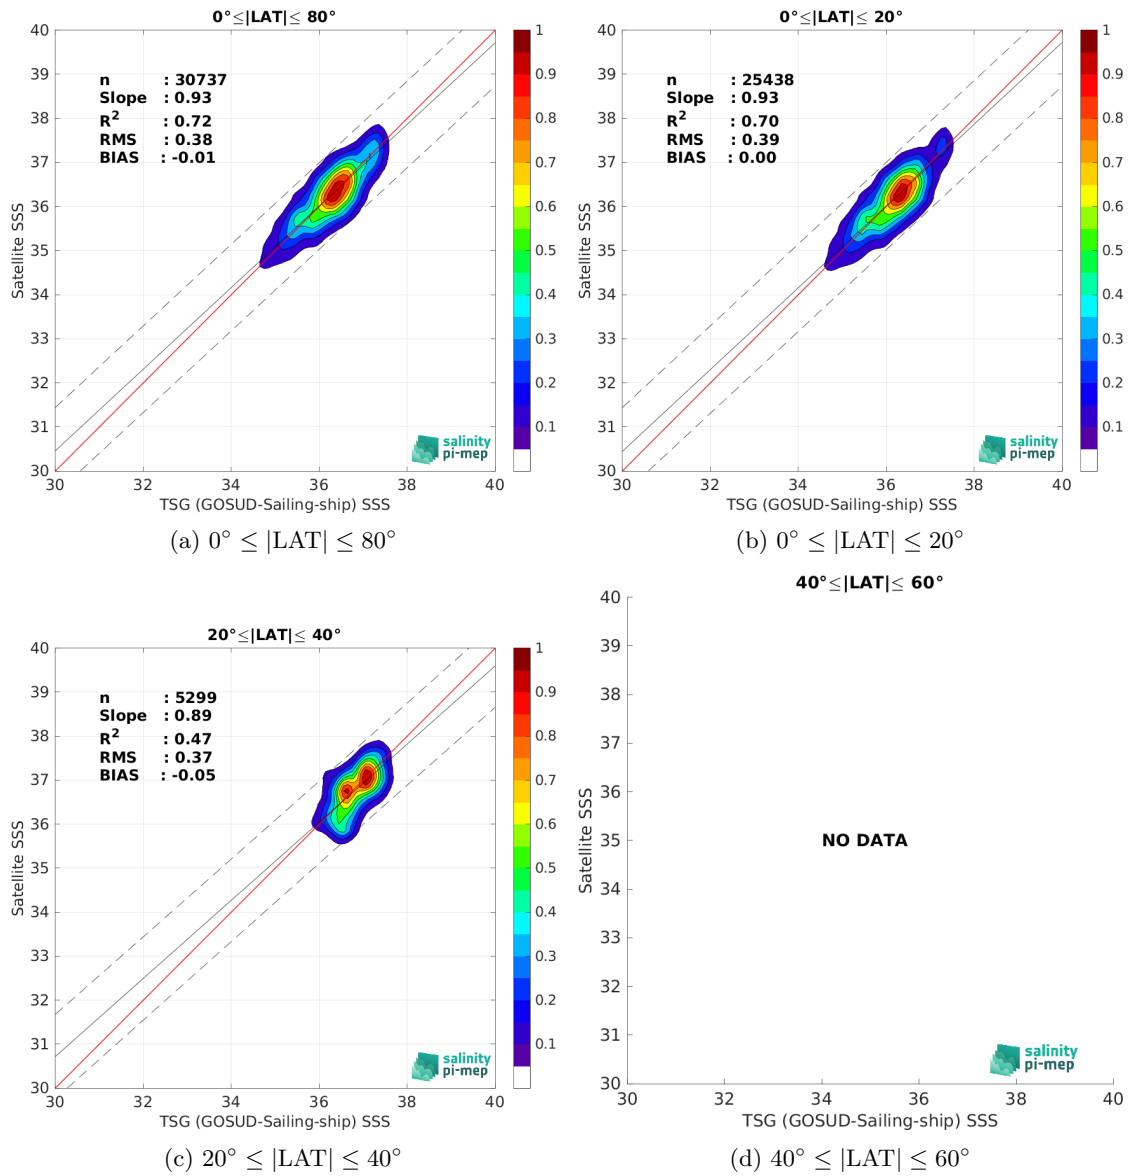 0°≤|LAT|≤ 80°
40
39
38
37
36
35
34
33
32
31
30
Satellite SSS
n : 30737
Slope : 0.93
R2 : 0.72
RMS : 0.38
BIAS : -0.01
salinity
pi-mep
30 32 34 36 38 40
TSG (GOSUD-Sailing-ship) SSS
1
0.9
0.8
0.7
0.6
0.5
0.4
0.3
0.2
0.1
(a) 0° ≤ |LAT| ≤ 80°
0°≤|LAT|≤ 20°
40
39
38
37
36
35
34
33
32
31
30
Satellite SSS
n : 25438
Slope : 0.93
R2 : 0.70
RMS : 0.39
BIAS : 0.00
salinity
pi-mep
30 32 34 36 38 40
TSG (GOSUD-Sailing-ship) SSS
1
0.9
0.8
0.7
0.6
0.5
0.4
0.3
0.2
0.1
(b) 0° ≤ |LAT| ≤ 20°
20°≤|LAT|≤ 40°
40
39
38
37
36
35
34
33
32
31
30
Satellite SSS
n : 5299
Slope : 0.89
R2 : 0.47
RMS : 0.37
BIAS : -0.05
salinity
pi-mep
30 32 34 36 38 40
TSG (GOSUD-Sailing-ship) SSS
1
0.9
0.8
0.7
0.6
0.5
0.4
0.3
0.2
0.1
(c) 20° ≤ |LAT| ≤ 40°
40°≤|LAT|≤ 60°
40
39
38
37
36
35
34
33
32
31
30
Satellite SSS
NO DATA
salinity
pi-mep
30 32 34 36 38 40
TSG (GOSUD-Sailing-ship) SSS
(d) 40° ≤ |LAT| ≤ 60°